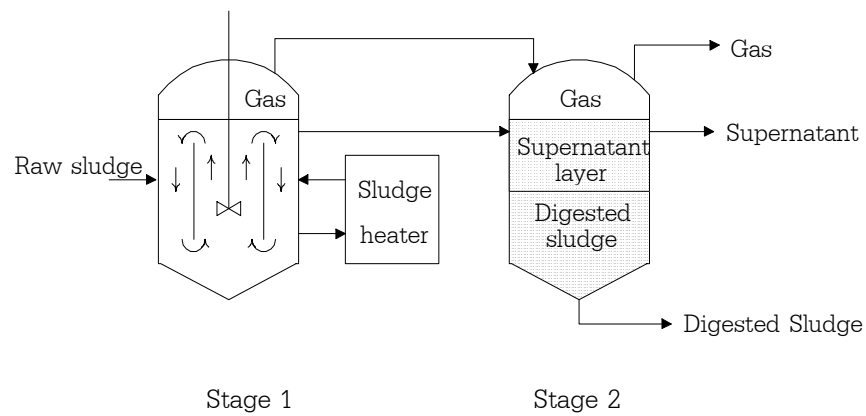 Gas
Gas
Gas
Supernatant
Supernatant
layer
Raw sludge
Sludge
heater
Digested
sludge
Digested Sludge
Stage 1
Stage 2